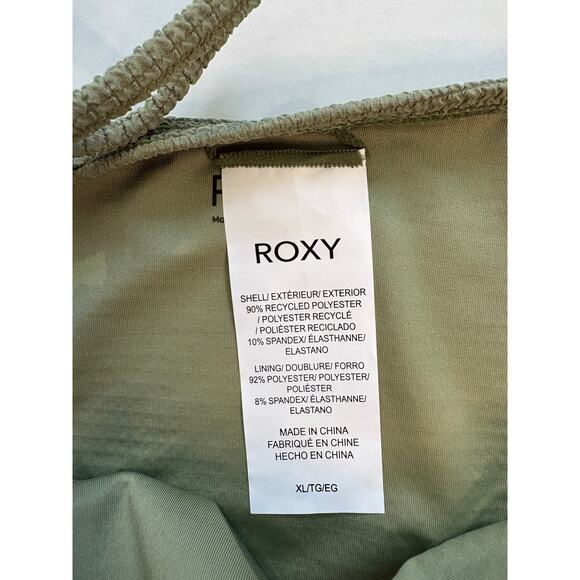 ROXY
SHELL/ EXTÉRIEUR/ EXTERIOR
90% RECYCLED POLYESTER
/ POLYESTER RECYCLÉ
/ POLIÉSTER RECICLADO
10% SPANDEX/ ÉLASTHANNE/
ELASTANO
LINING/ DOUBLURE/ FORRO
92% POLYESTER/ POLYESTER/
POLIÉSTER
8% SPANDEX/ ÉLASTHANNE/
ELASTANO
MADE IN CHINA
FABRIQUÉ EN CHINE
HECHO EN CHINA
XL/TG/EG